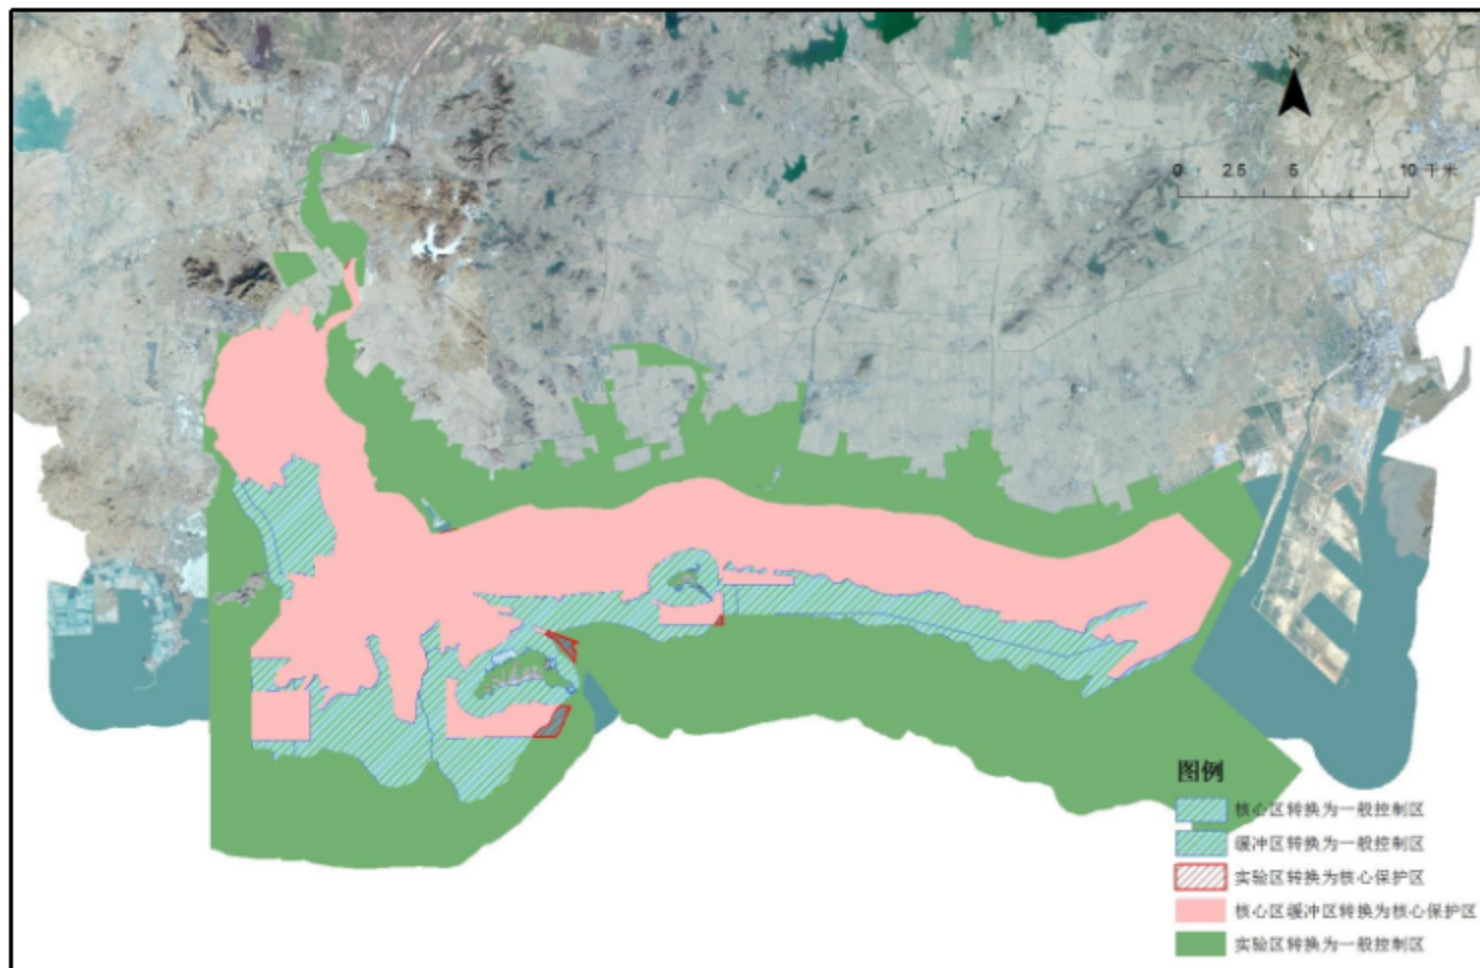 N
0 2.5 5 10 千米
图例
核心区转换为一般控制区
缓冲区转换为一般控制区
实验区转换为核心保护区
核心区缓冲区转换为核心保护区
实验区转换为一般控制区